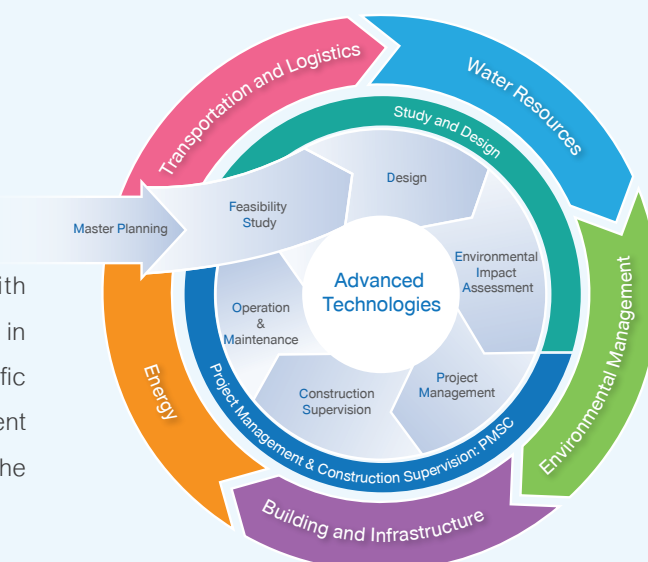 Transportation and Logistics
Water Resources
Study and Design
Design
Feasibility
Study
Master Planning
Environmental
Impact
Assessment
Advanced
Technologies
Operation
&
Maintenance
Project
Management
Construction
Supervision
Project Management & Construction Supervision: PMSC
Environmental Management
Energy
Building and Infrastructure
ith
in
fic
ent
he